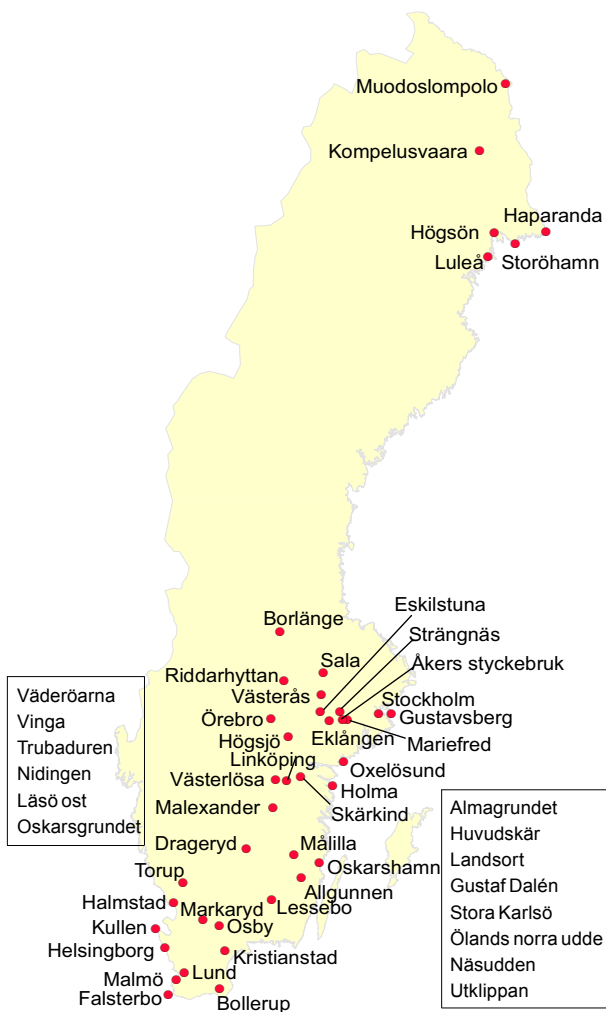 Muodoslompolo
Kompelusvaara
Haparanda
Högsön
Luleå
Storöhamn
Eskilstuna
Borlänge
Strängnäs
Sala
Åkers styckebruk
Riddarhyttan
Västerås
Stockholm
Örebro
Gustavsberg
Högsjö
Eklången
Mariefred
Linköping
Oxelösund
Västerlösa
Holma
Malexander
Skärkind
Drageryd
Målilla
Oskarshamn
Torup
Allgunnen
Halmstad
Markaryd
Lessebo
Kullen
Osby
Helsingborg
Kristianstad
Malmö
Lund
Falsterbo
Bollerup
Väderöarna
Vinga
Trubaduren
Nidingen
Läsö ost
Oskarsgrundet
Almagrundet
Huvudskär
Landsort
Gustaf Dalén
Stora Karlsö
Ölands norra udde
Näsudden
Utklippan